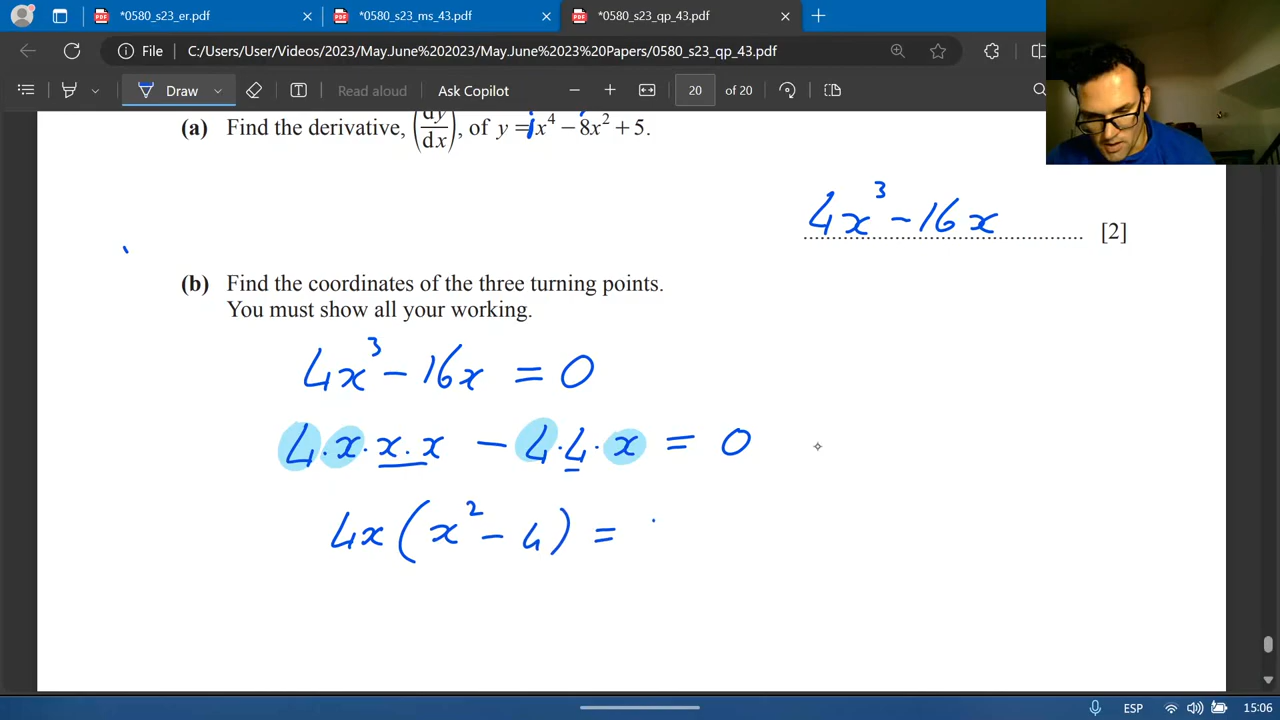 *0580_s23_er.pdf
*0580_s23_ms_43.pdf
*0580_s23_qp_43.pdf
File C:/Users/User/Videos/2023/May.June%202023/May.June%2023%20Papers/0580_s23_qp_43.pdf
Draw
Read aloud
Ask Copilot
20 of 20
(a) Find the derivative, (dy/dx), of y = 1x⁴ − 8x² + 5.
4x³ − 16x [2]
(b) Find the coordinates of the three turning points.
You must show all your working.
4x³ − 16x = 0
4 · x · x · x − 4 · 4 · x = 0
4x(x² − 4) =
ESP
15:06